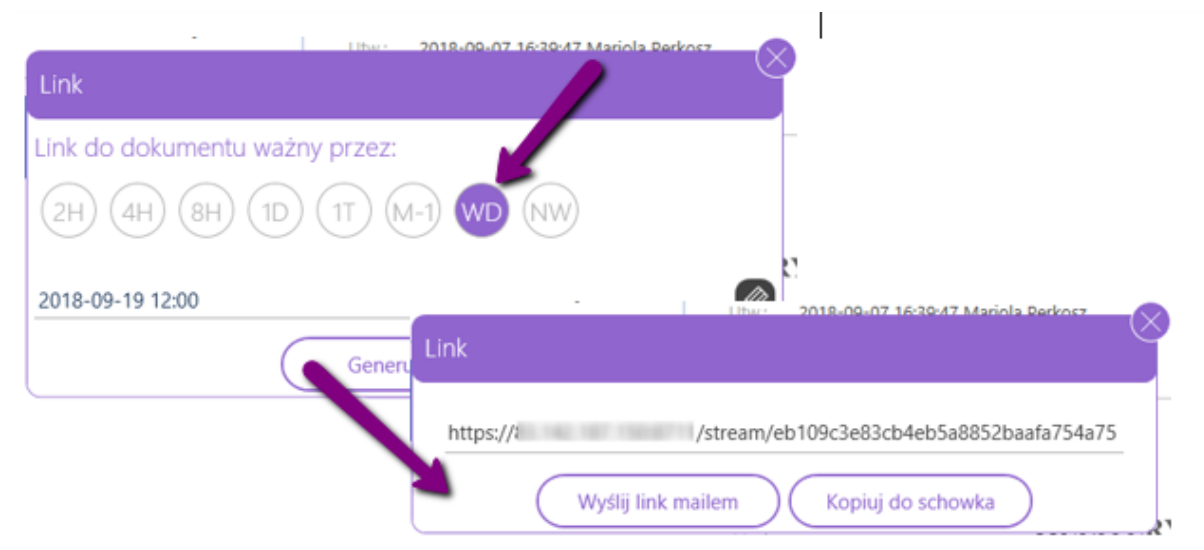 Utw.: 2018-09-07 16:39:47 Mariola Perkosz
Link
Link do dokumentu ważny przez:
2H 4H 8H 1D 1T M-1 WD NW
2018-09-19 12:00
Generu
Utw.: 2018-09-07 16:39:47 Mariola Perkosz
Link
https:// /stream/eb109c3e83cb4eb5a8852baafa754a75
Wyślij link mailem Kopiuj do schowka